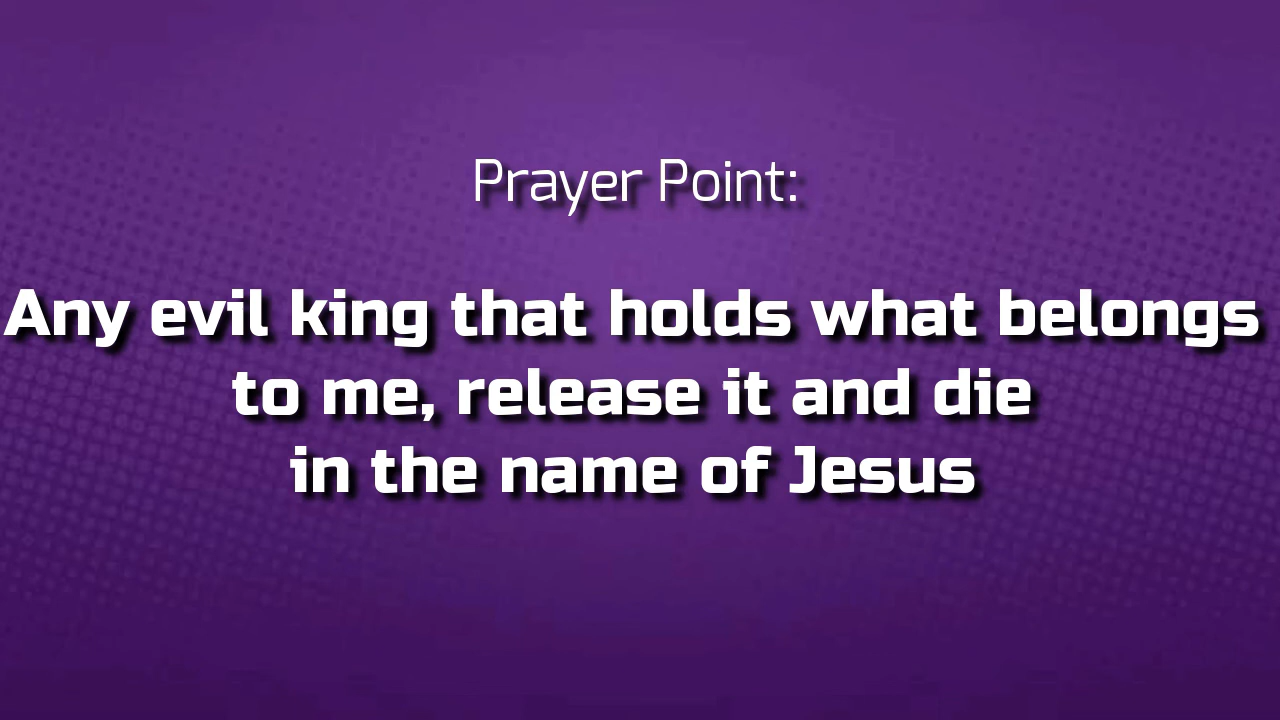 Prayer Point:
Any evil king that holds what belongs
to me, release it and die
in the name of Jesus